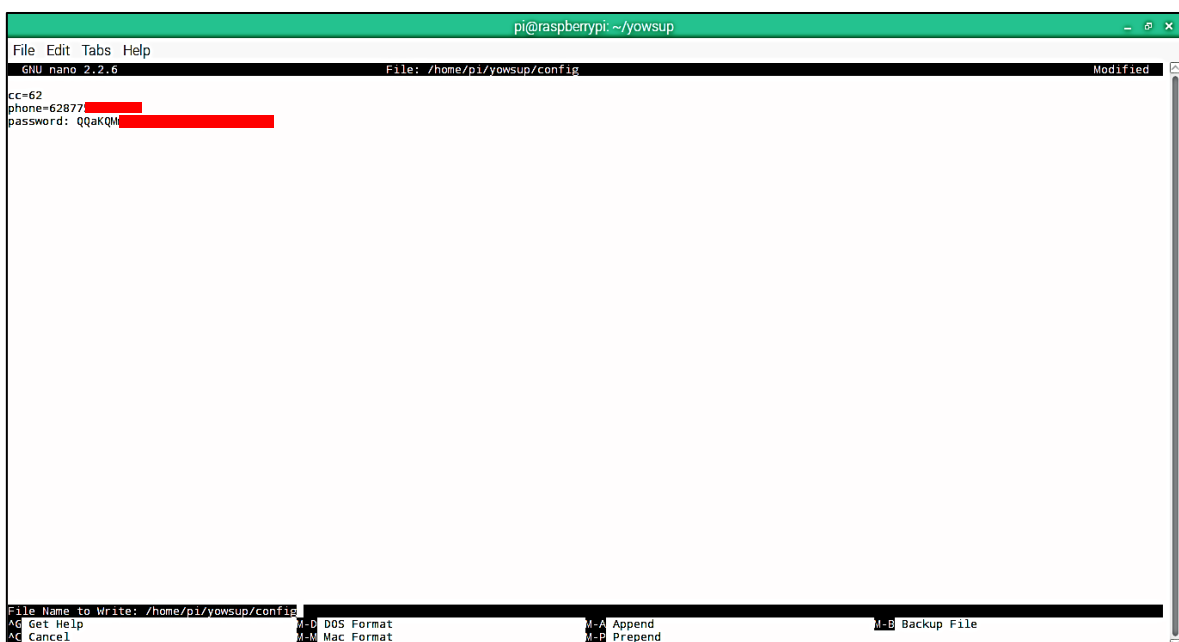 pi@raspberrypi: ~/yowsup
File Edit Tabs Help
GNU nano 2.2.6 File: /home/pi/yowsup/config Modified
cc=62
phone=62877
password: QQaKQM
File Name to Write: /home/pi/yowsup/config
^G Get Help M-D DOS Format M-A Append M-B Backup File
^C Cancel M-M Mac Format M-P Prepend